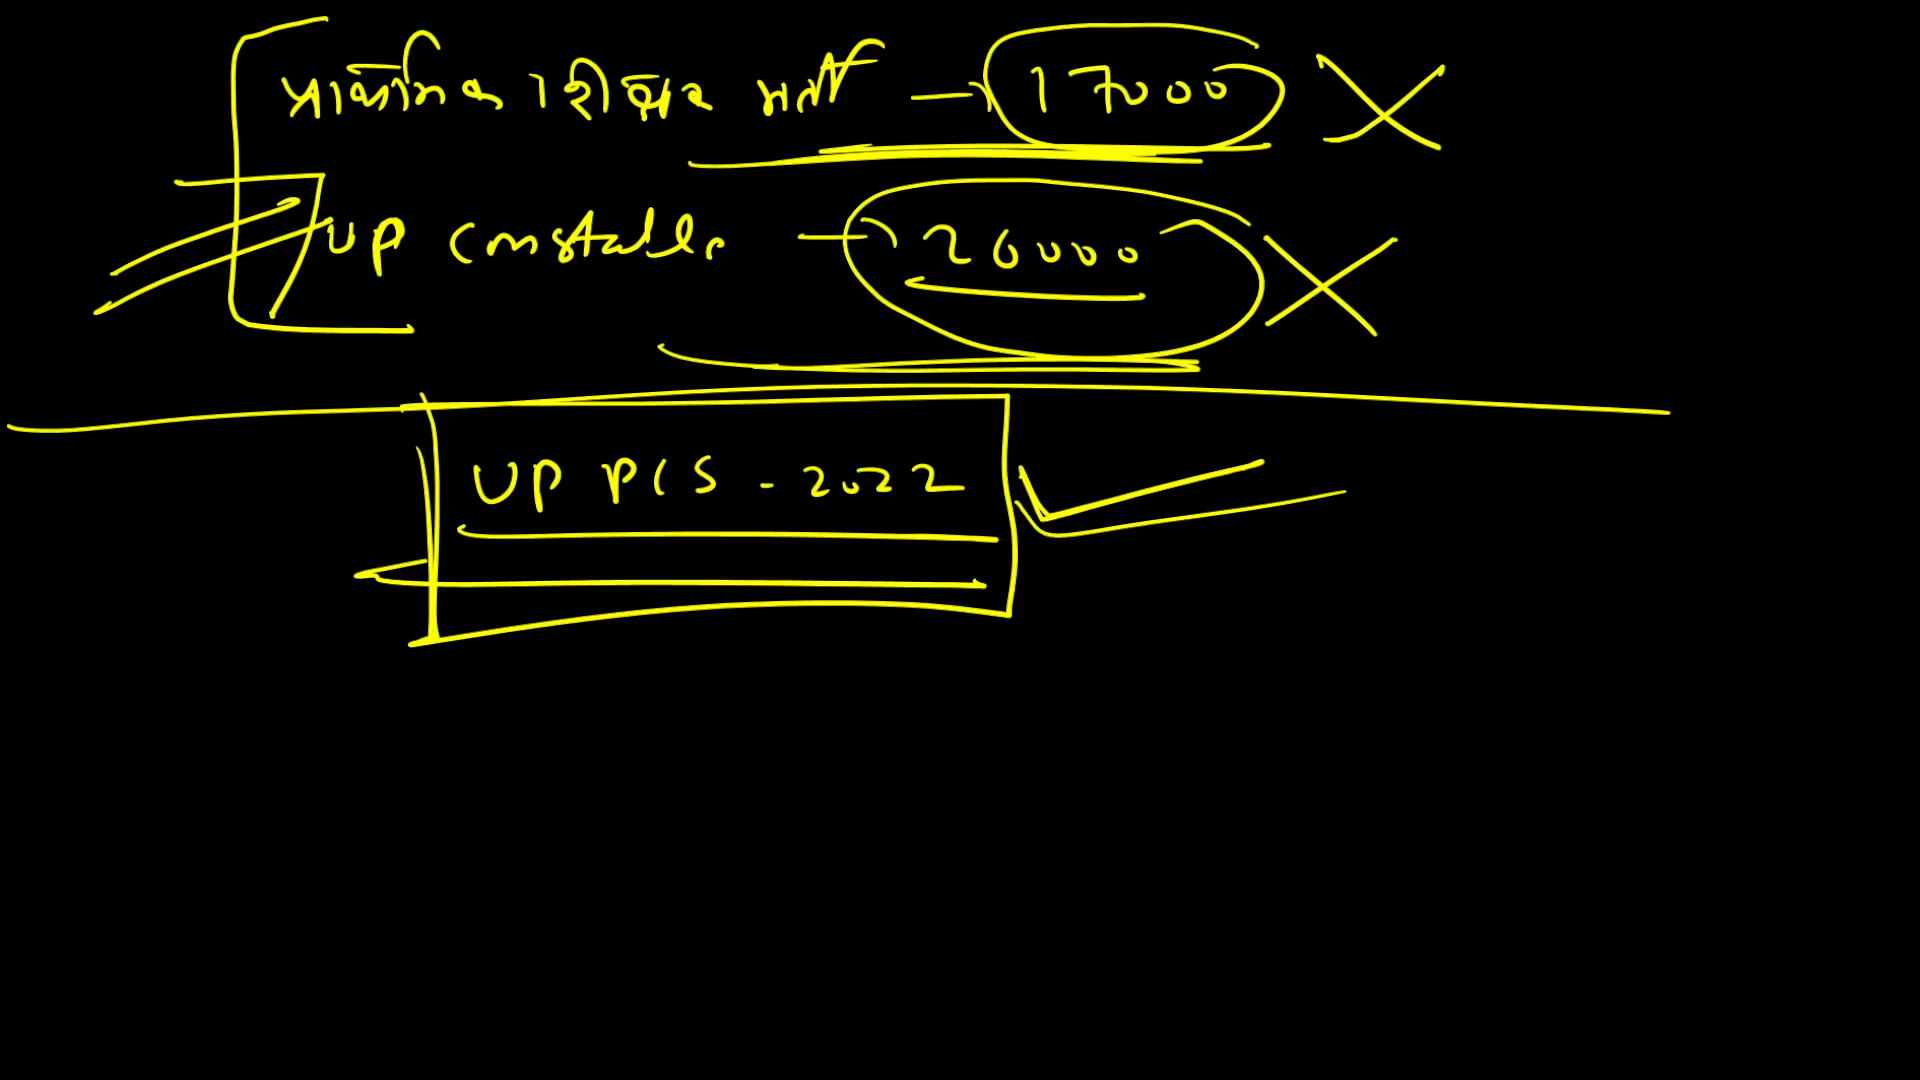 प्राथमिक शिक्षक भर्ती → 17000
UP constable → 26000
UP PCS - 2022